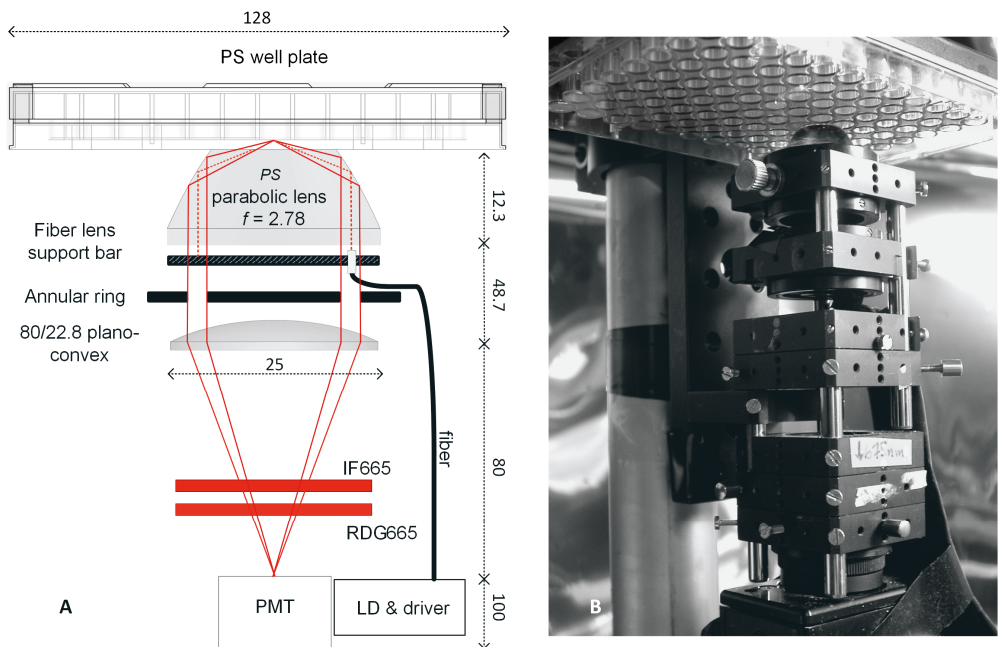 128
PS well plate
PS
parabolic lens
f = 2.78
12.3
Fiber lens
support bar
48.7
Annular ring
80/22.8 plano-
convex
25
fiber
80
IF665
RDG665
100
A
PMT
LD & driver
675nm
B